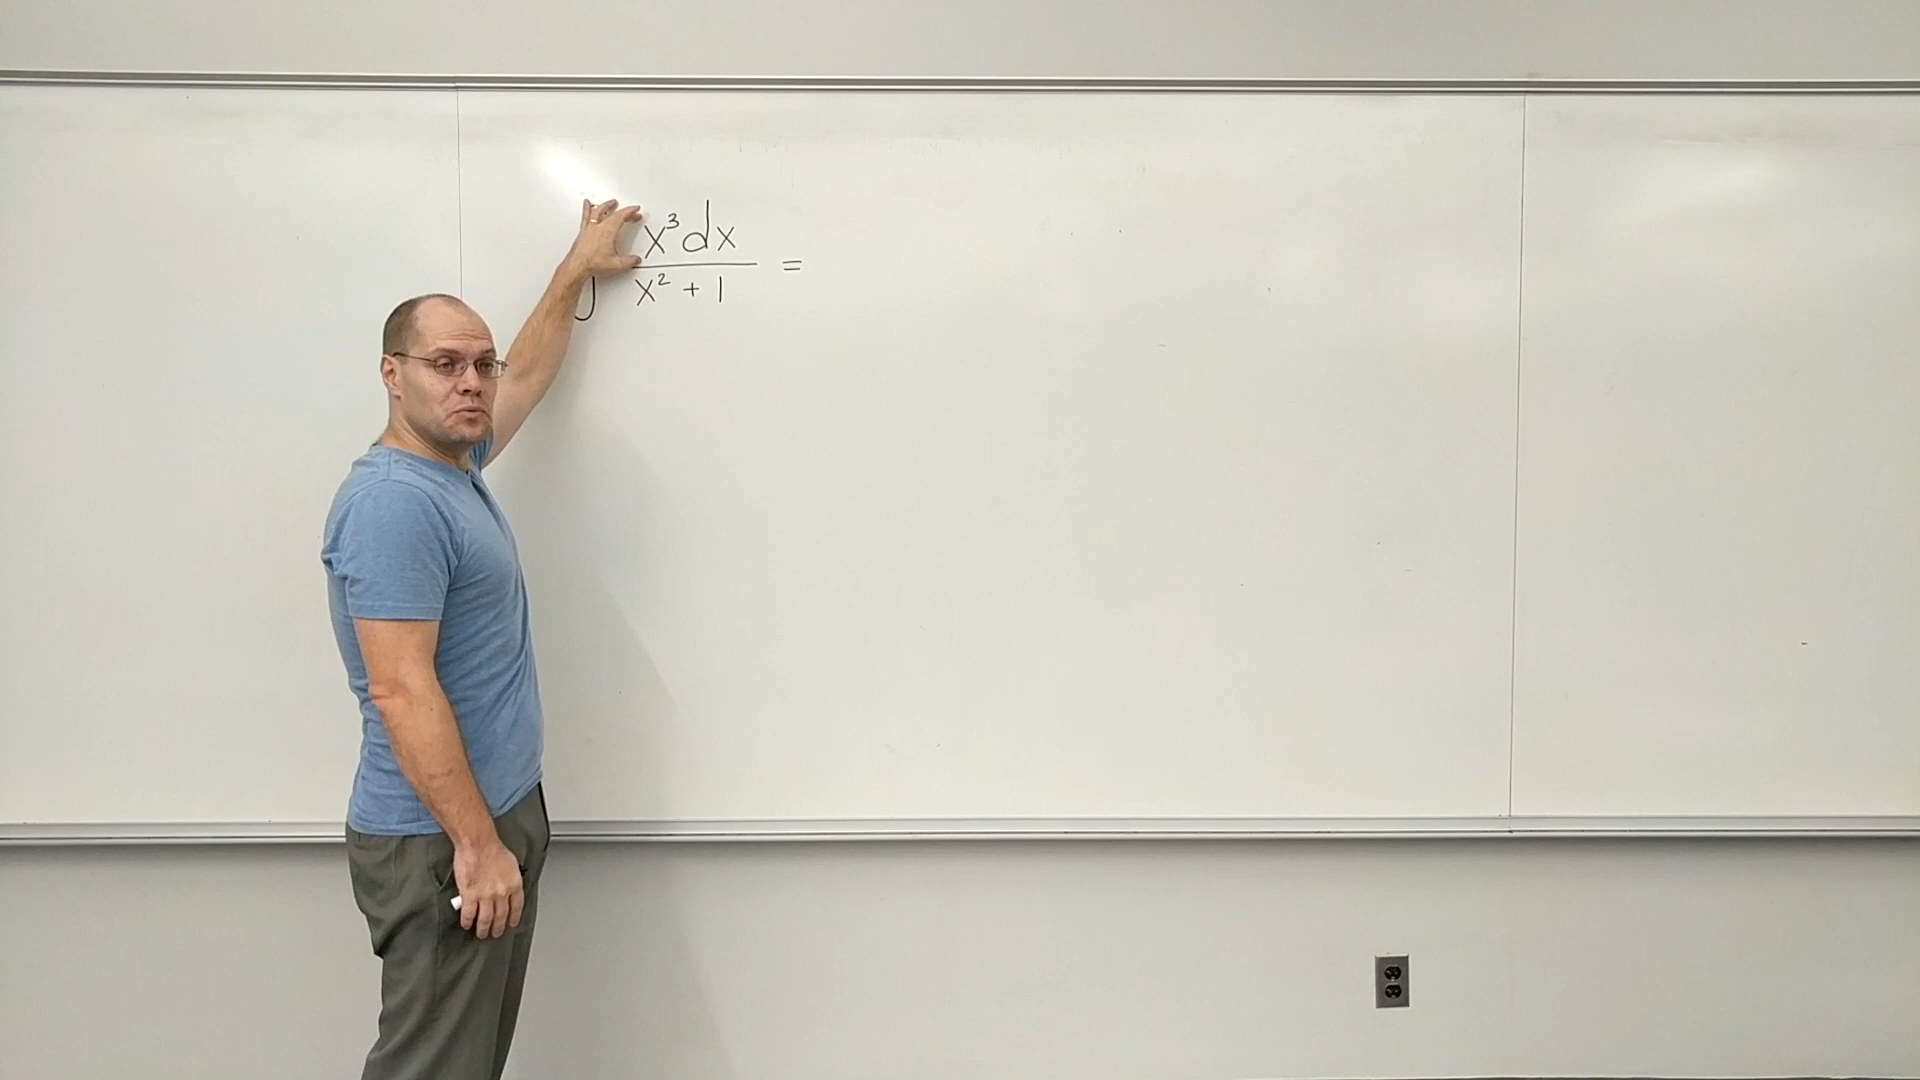 ∫ x³dx / x² + 1 =